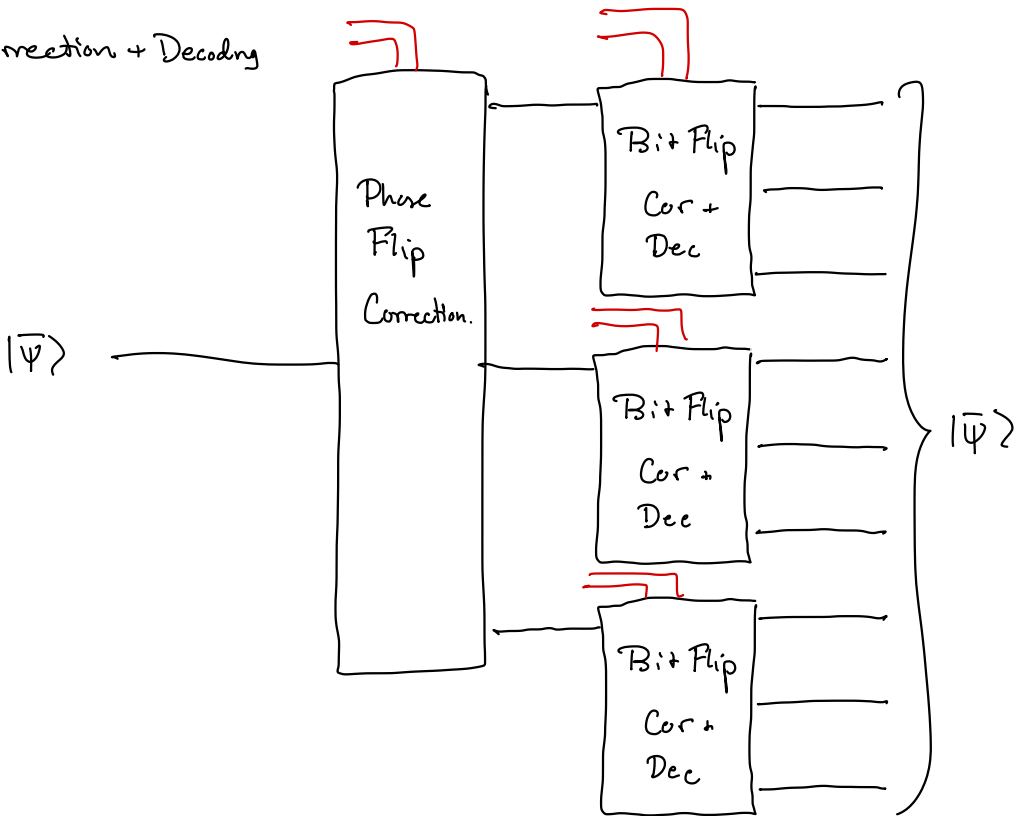 rrection + Decoding
Phase
Flip
Correction.
Bit Flip
Cor +
Dec
|ψ̅⟩
Bit Flip
Cor +
Dec
|ψ̅⟩
Bit Flip
Cor +
Dec